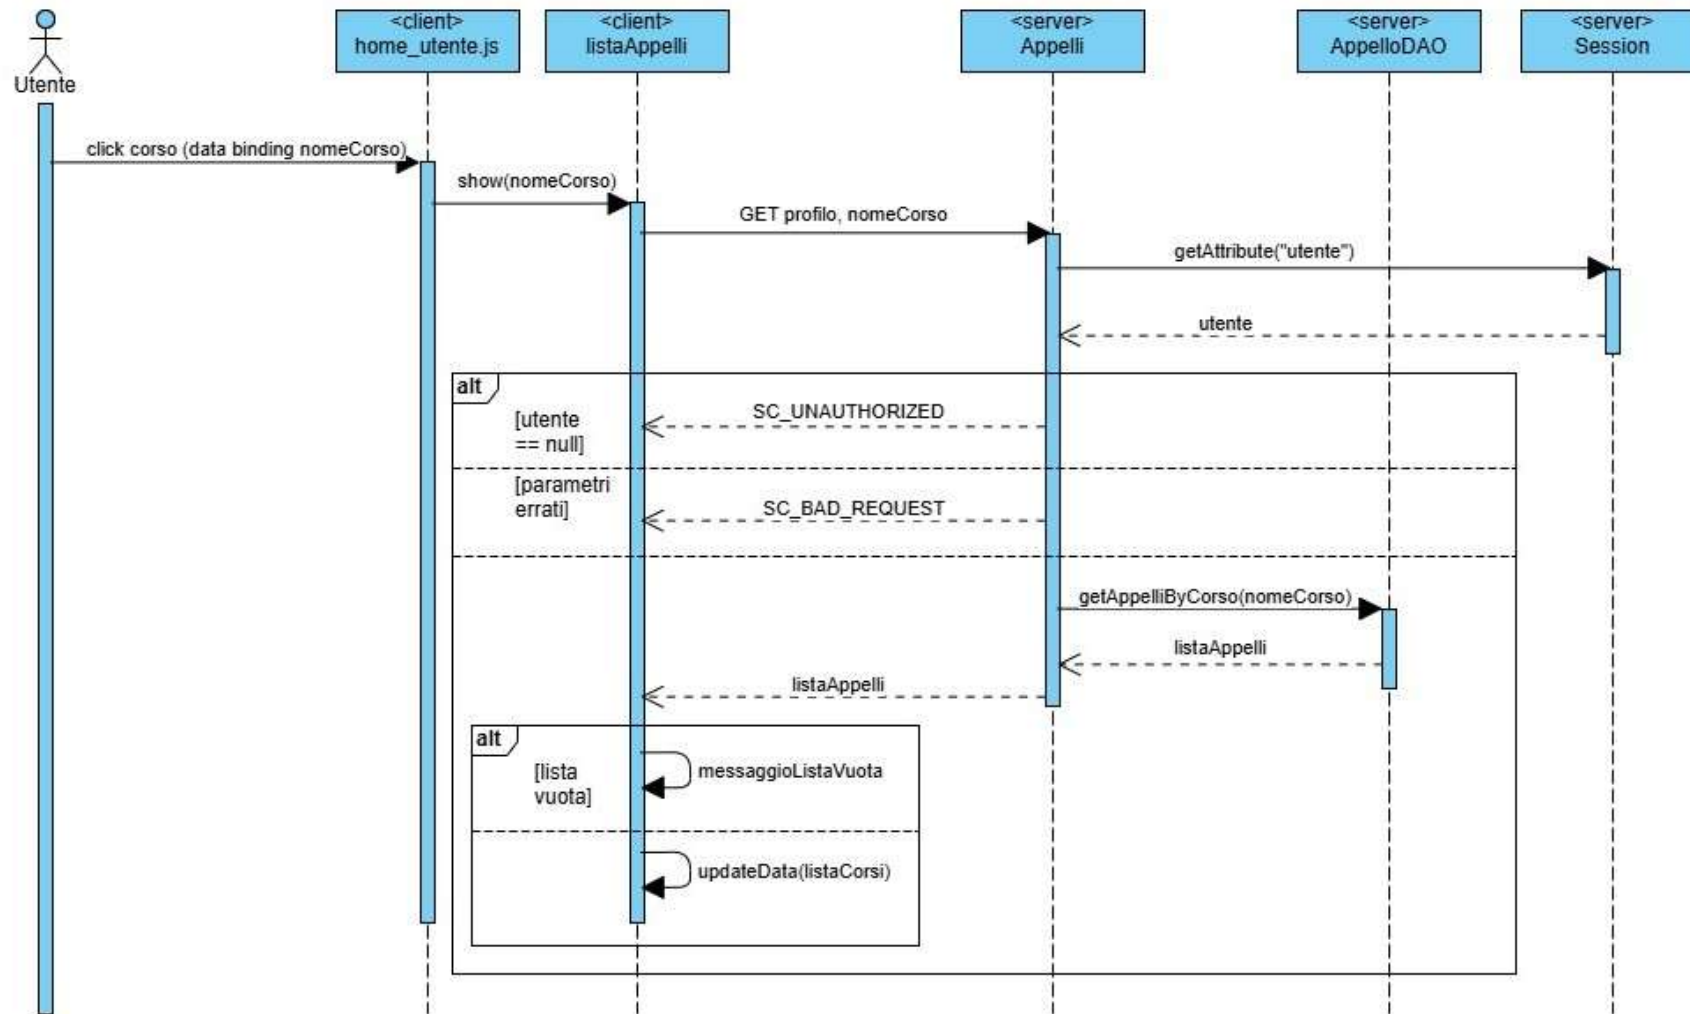 Utente
<client>
home_utente.js
<client>
listaAppelli
<server>
Appelli
<server>
AppelloDAO
<server>
Session
click corso (data binding nomeCorso)
show(nomeCorso)
GET profilo, nomeCorso
getAttribute("utente")
utente
alt
[utente
== null]
SC_UNAUTHORIZED
[parametri
errati]
SC_BAD_REQUEST
getAppelliByCorso(nomeCorso)
listaAppelli
listaAppelli
alt
[lista
vuota]
messaggioListaVuota
updateData(listaCorsi)